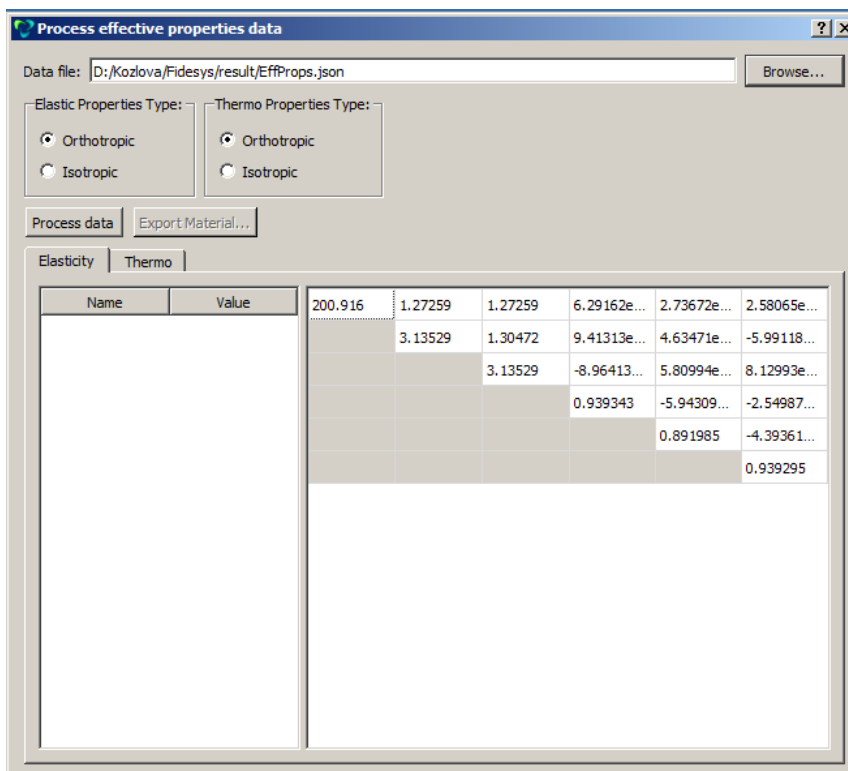 Process effective properties data
Data file: D:/Kozlova/Fidesys/result/EffProps.json Browse...
Elastic Properties Type: Thermo Properties Type:
Orthotropic Orthotropic
Isotropic Isotropic
Process data Export Material...
Elasticity Thermo
Name Value 200.916 1.27259 1.27259 6.29162e... 2.73672e... 2.58065e...
3.13529 1.30472 9.41313e... 4.63471e... -5.99118...
3.13529 -8.96413... 5.80994e... 8.12993e...
0.939343 -5.94309... -2.54987...
0.891985 -4.39361...
0.939295